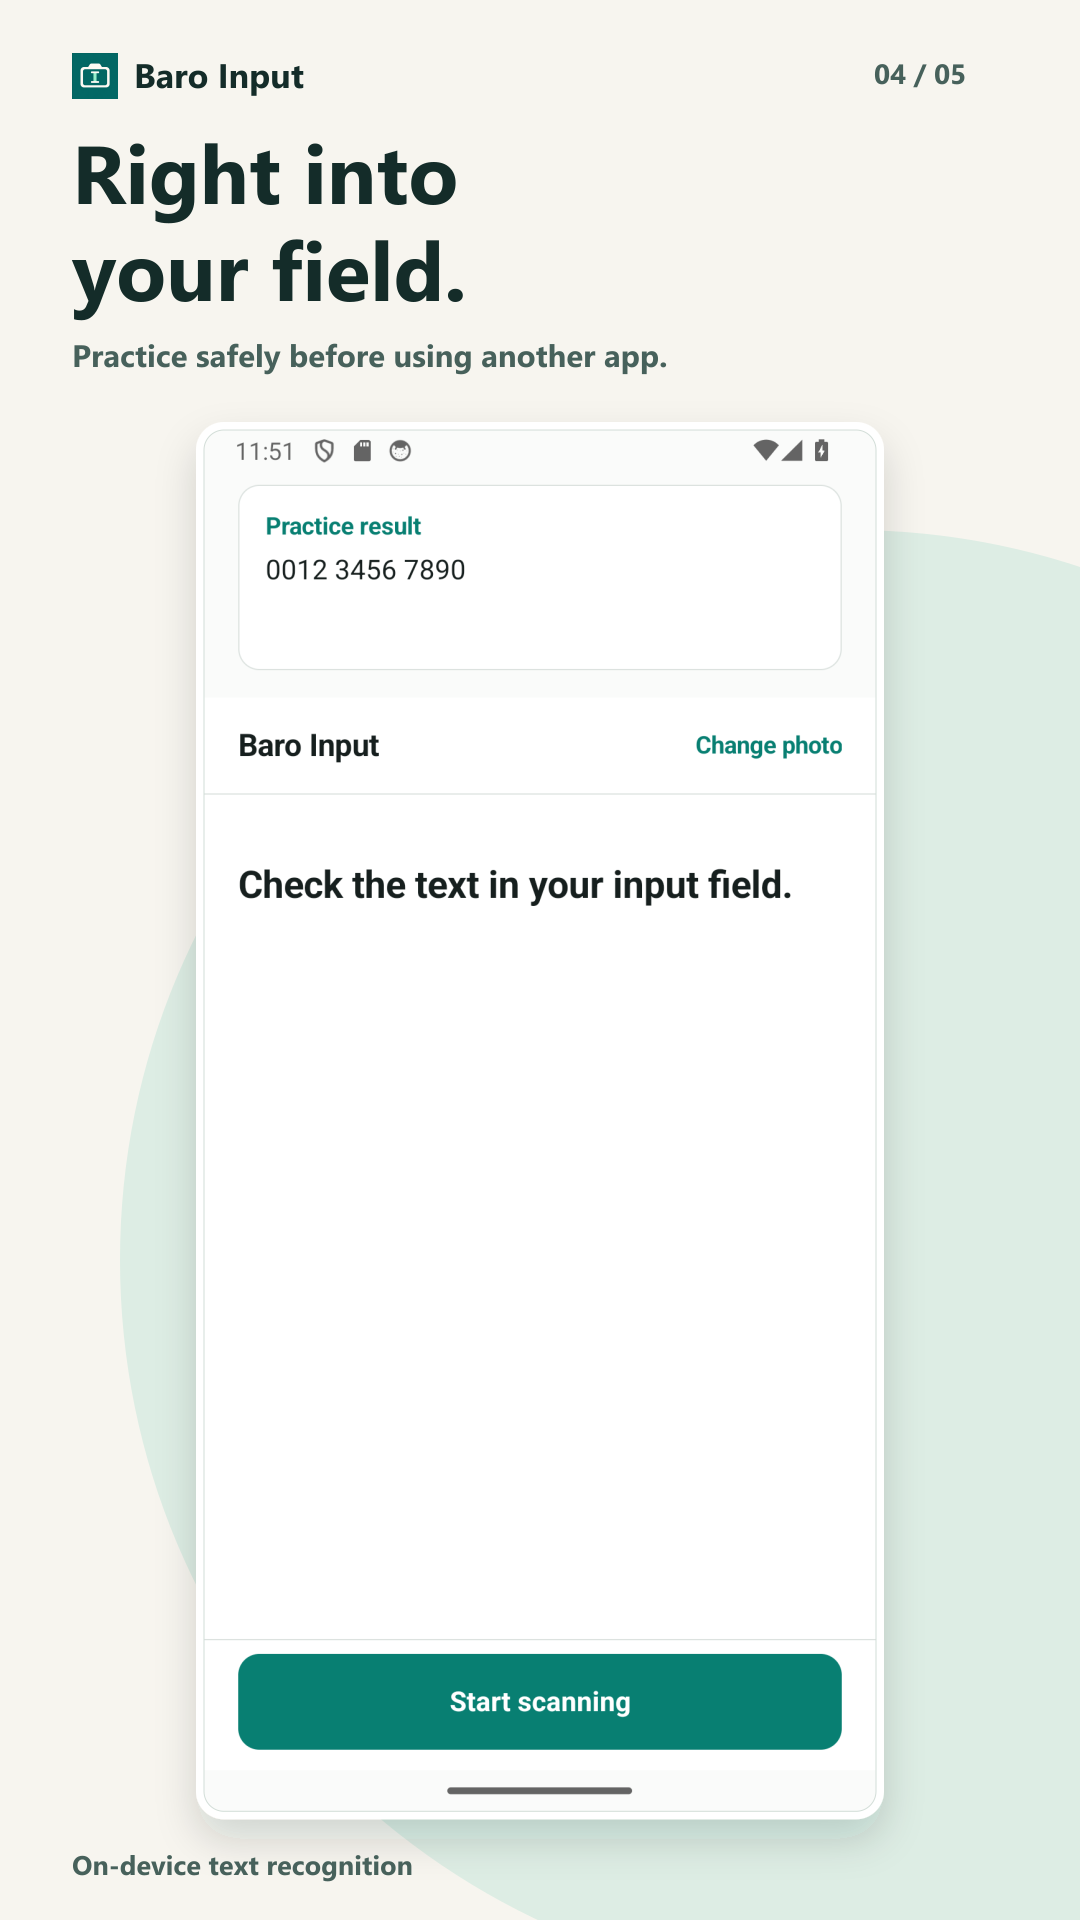 Baro Input
04 / 05
Right into
your field.
Practice safely before using another app.
11:51
Practice result
0012 3456 7890
Baro Input
Change photo
Check the text in your input field.
Start scanning
On-device text recognition